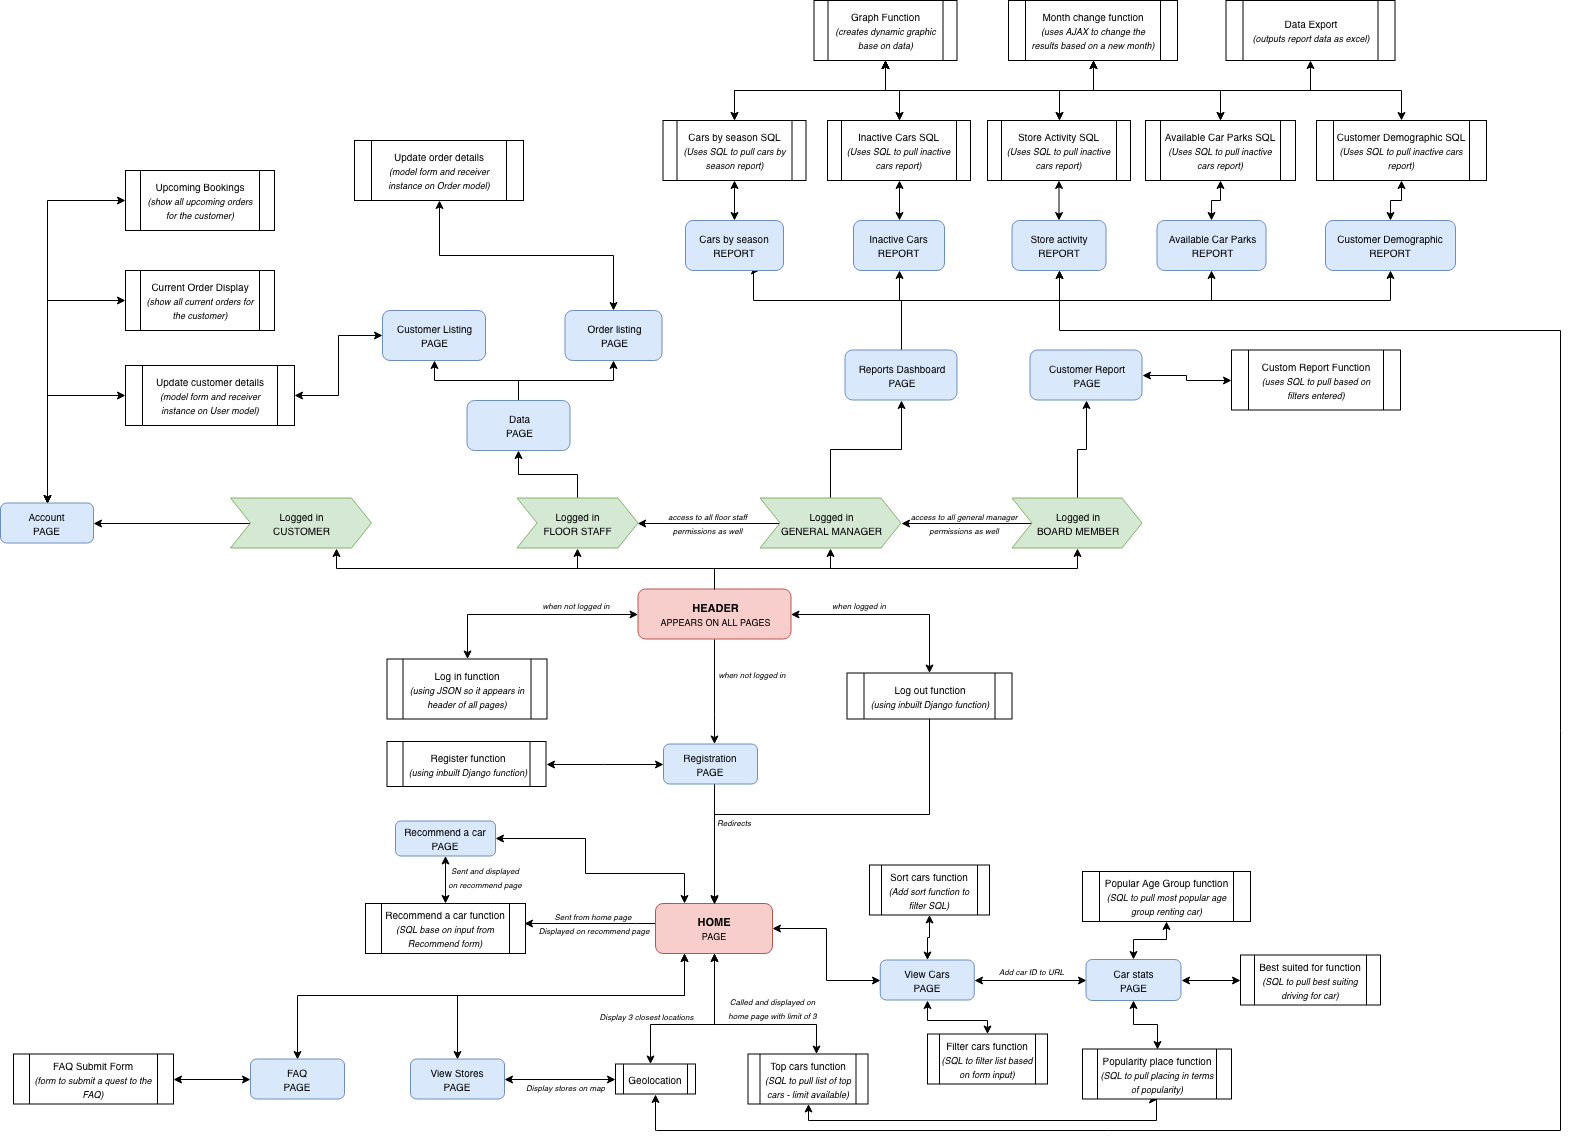 Graph Function
(creates dynamic graphic
base on data)
Month change function
(uses AJAX to change the
results based on a new month)
Data Export
(outputs report data as excel)
Cars by season SQL
(Uses SQL to pull cars by
season report)
Inactive Cars SQL
(Uses SQL to pull inactive
cars report)
Store Activity SQL
(Uses SQL to pull inactive
cars report)
Available Car Parks SQL
(Uses SQL to pull inactive
cars report)
Customer Demographic SQL
(Uses SQL to pull inactive cars
report)
Update order details
(model form and receiver
instance on Order model)
Upcoming Bookings
(show all upcoming orders
for the customer)
Cars by season
REPORT
Inactive Cars
REPORT
Store activity
REPORT
Available Car Parks
REPORT
Customer Demographic
REPORT
Current Order Display
(show all current orders for
the customer)
Customer Listing
PAGE
Order listing
PAGE
Reports Dashboard
PAGE
Customer Report
PAGE
Custom Report Function
(uses SQL to pull based on
filters entered)
Update customer details
(model form and receiver
instance on User model)
Data
PAGE
Account
PAGE
Logged in
CUSTOMER
Logged in
FLOOR STAFF
access to all floor staff
permissions as well
Logged in
GENERAL MANAGER
access to all general manager
permissions as well
Logged in
BOARD MEMBER
HEADER
APPEARS ON ALL PAGES
when not logged in
when logged in
Log in function
(using JSON so it appears in
header of all pages)
when not logged in
Log out function
(using inbuilt Django function)
Register function
(using inbuilt Django function)
Registration
PAGE
Redirects
Recommend a car
PAGE
Sent and displayed
on recommend page
Recommend a car function
(SQL base on input from
Recommend form)
Sent from home page
Displayed on recommend page
HOME
PAGE
Sort cars function
(Add sort function to
filter SQL)
Popular Age Group function
(SQL to pull most popular age
group renting car)
View Cars
PAGE
Add car ID to URL
Car stats
PAGE
Best suited for function
(SQL to pull best suiting
driving for car)
Display 3 closest locations
Called and displayed on
home page with limit of 3
Filter cars function
(SQL to filter list based
on form input)
Popularity place function
(SQL to pull placing in terms
of popularity)
FAQ Submit Form
(form to submit a quest to the
FAQ)
FAQ
PAGE
View Stores
PAGE
Display stores on map
Geolocation
Top cars function
(SQL to pull list of top
cars - limit available)